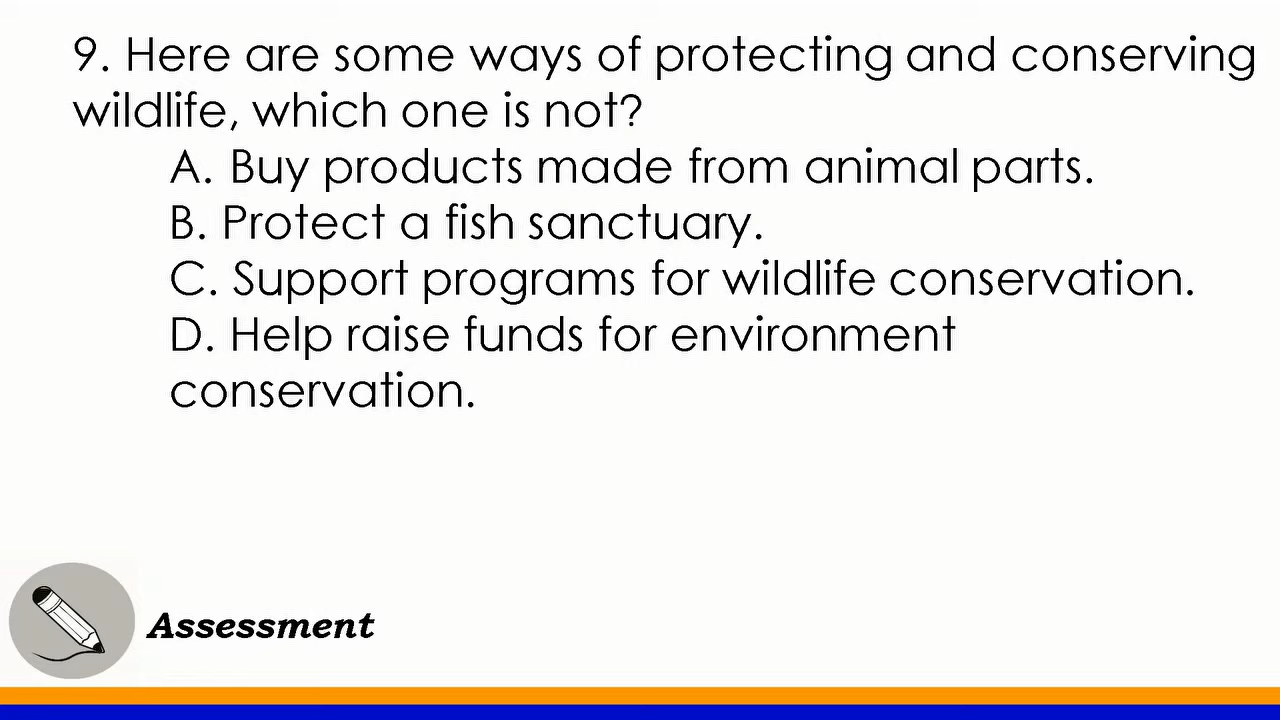 9. Here are some ways of protecting and conserving
wildlife, which one is not?
A. Buy products made from animal parts.
B. Protect a fish sanctuary.
C. Support programs for wildlife conservation.
D. Help raise funds for environment
conservation.
Assessment